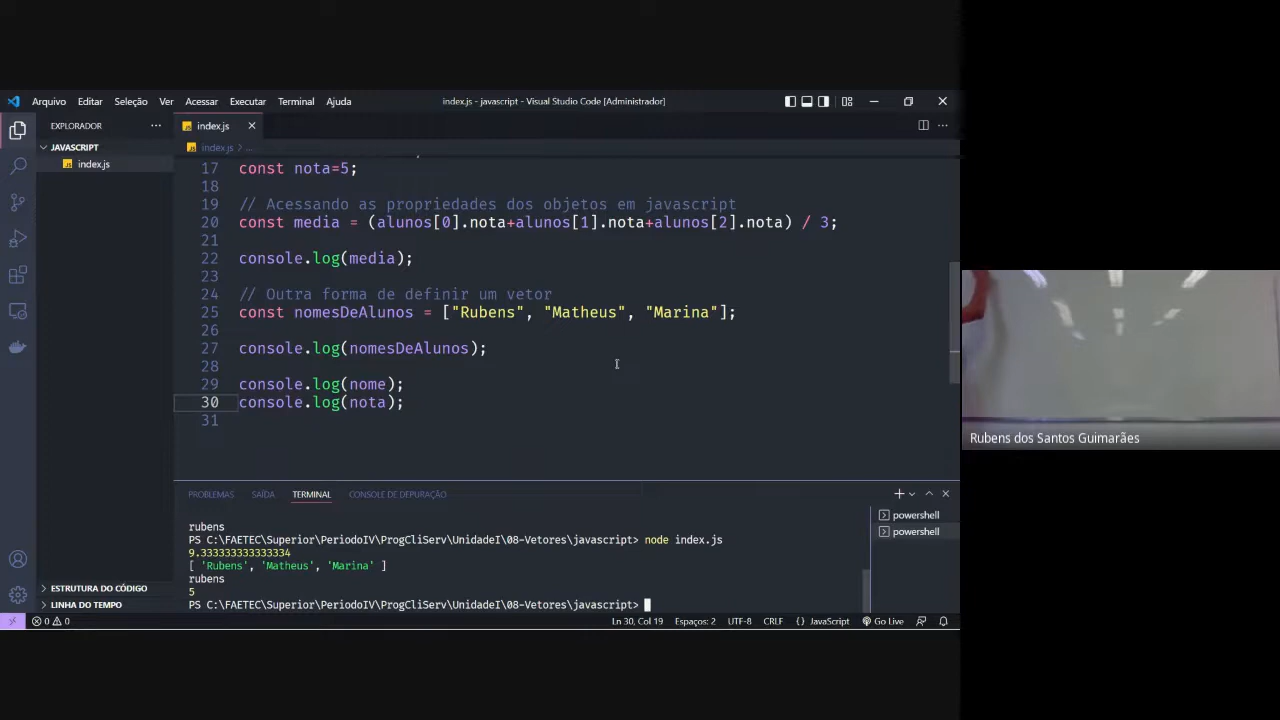 Arquivo Editar Seleção Ver Acessar Executar Terminal Ajuda
index.js - javascript - Visual Studio Code [Administrador]
EXPLORADOR
index.js
JAVASCRIPT
index.js
index.js > ...
17 const nota=5;
18
19 // Acessando as propriedades dos objetos em javascript
20 const media = (alunos[0].nota+alunos[1].nota+alunos[2].nota) / 3;
21
22 console.log(media);
23
24 // Outra forma de definir um vetor
25 const nomesDeAlunos = ["Rubens", "Matheus", "Marina"];
26
27 console.log(nomesDeAlunos);
28
29 console.log(nome);
30 console.log(nota);
31
PROBLEMAS SAÍDA TERMINAL CONSOLE DE DEPURAÇÃO
rubens
PS C:\FAETEC\Superior\PeriodoIV\ProgCliServ\UnidadeI\08-Vetores\javascript> node index.js
9.333333333333334
[ 'Rubens', 'Matheus', 'Marina' ]
rubens
5
PS C:\FAETEC\Superior\PeriodoIV\ProgCliServ\UnidadeI\08-Vetores\javascript>
powershell
powershell
ESTRUTURA DO CÓDIGO
LINHA DO TEMPO
0 0
Ln 30, Col 19 Espaços: 2 UTF-8 CRLF {} JavaScript Go Live
Rubens dos Santos Guimarães